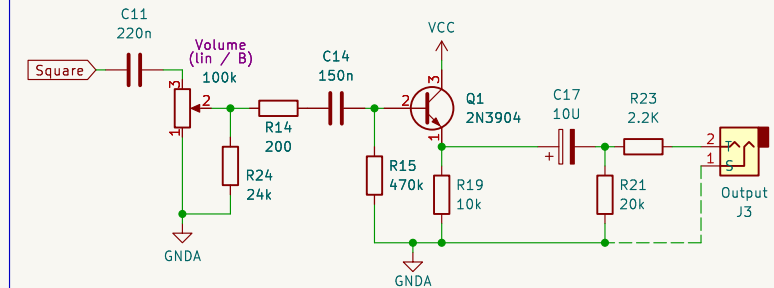 C11
220n
Square
Volume
(lin / B)
100k
3
2
1
R14
200
R24
24k
GNDA
C14
150n
R15
470k
VCC
3
2
1
Q1
2N3904
R19
10k
GNDA
C17
10U
+
R21
20k
R23
2.2K
2
T
1
S
Output
J3